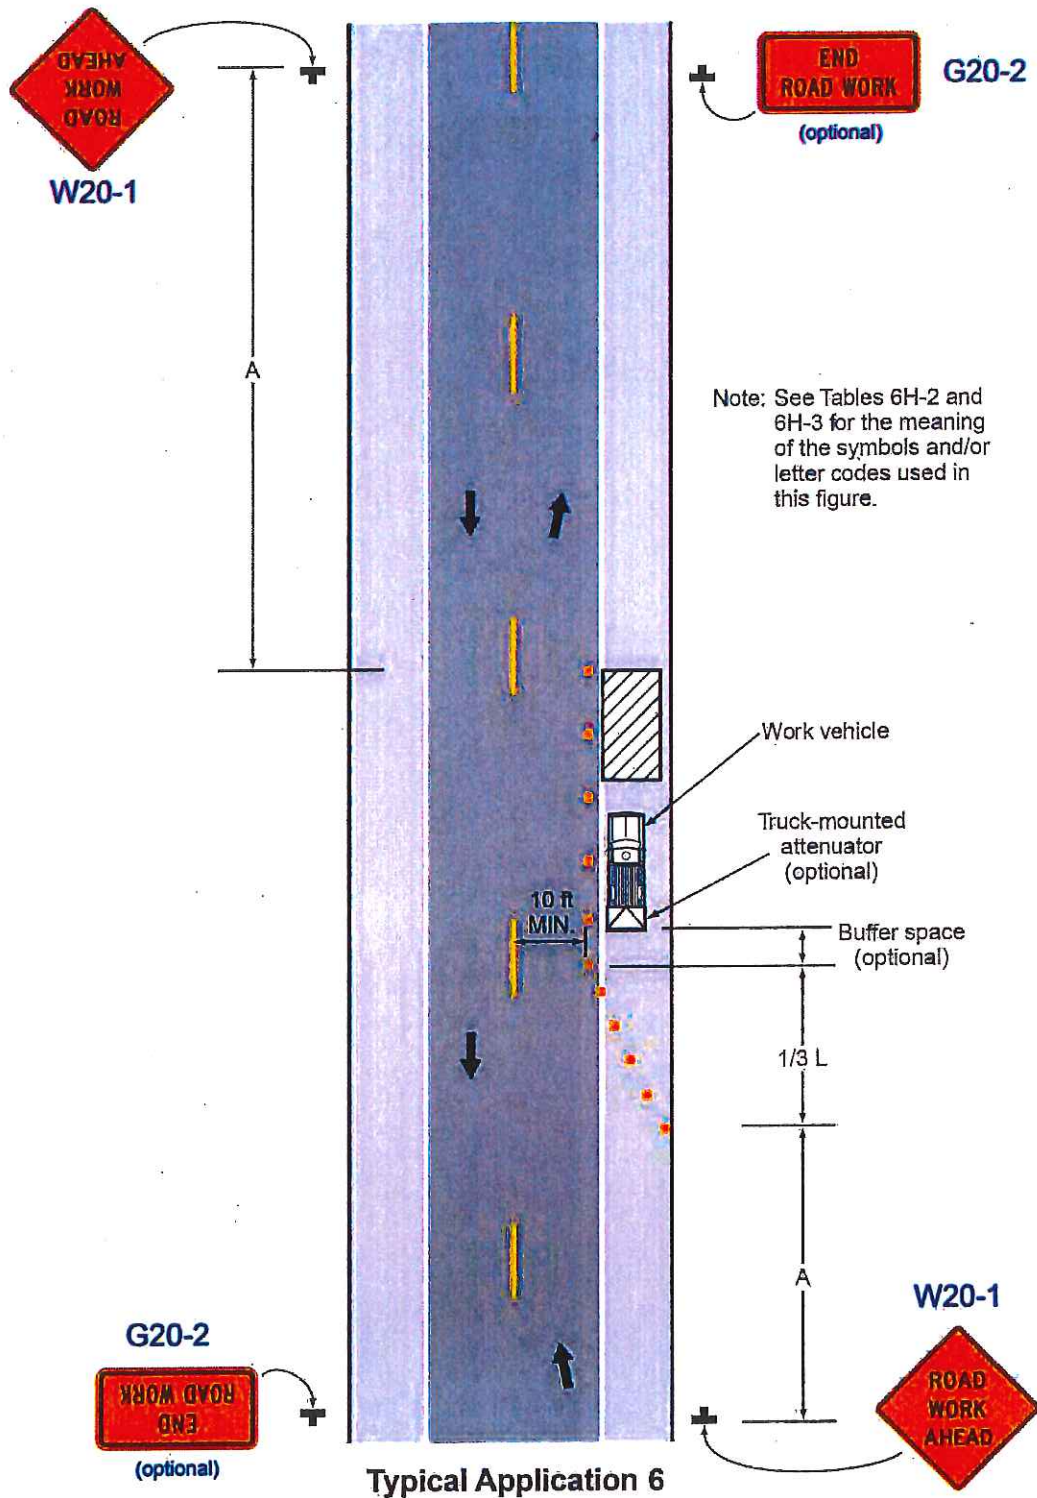 ROAD
WORK
AHEAD
W20-1
END
ROAD WORK
(optional)
G20-2
A
Note: See Tables 6H-2 and
6H-3 for the meaning
of the symbols and/or
letter codes used in
this figure.
Work vehicle
Truck-mounted
attenuator
(optional)
10 ft
MIN.
Buffer space
(optional)
1/3 L
A
W20-1
ROAD
WORK
AHEAD
G20-2
END
ROAD WORK
(optional)
Typical Application 6